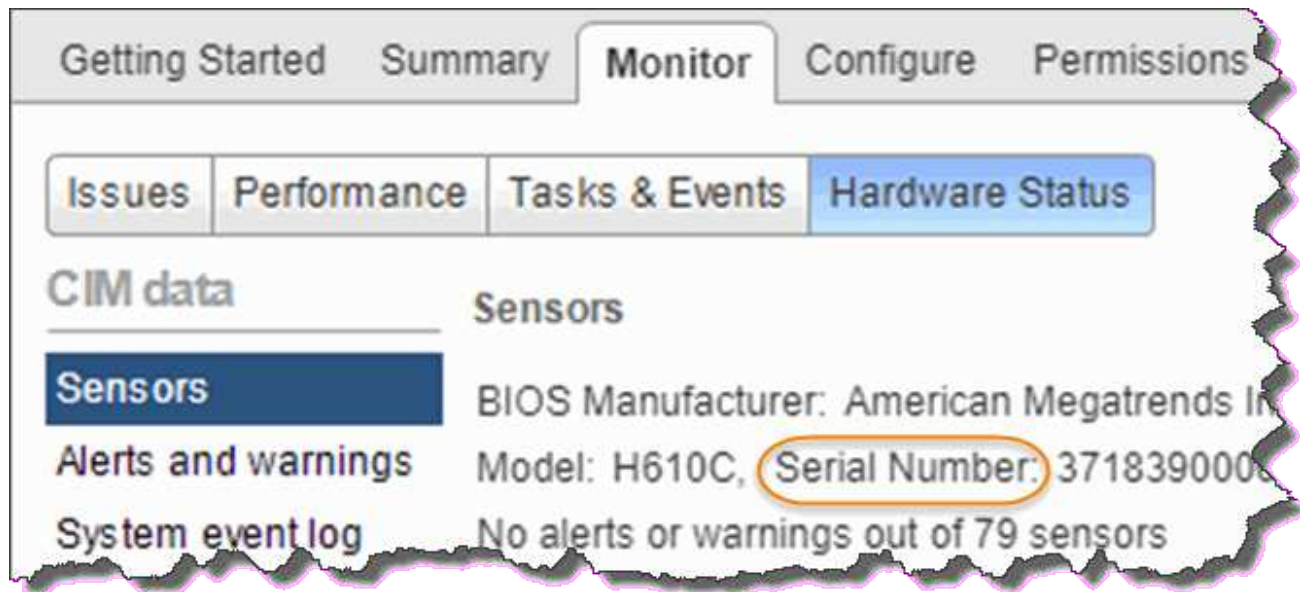 Getting Started Summary Monitor Configure Permissions
Issues Performance Tasks & Events Hardware Status
CIM data
Sensors
Sensors
Alerts and warnings
System event log
BIOS Manufacturer: American Megatrends
Model: H610C, Serial Number:
No alerts or warnings out of 79 sensors